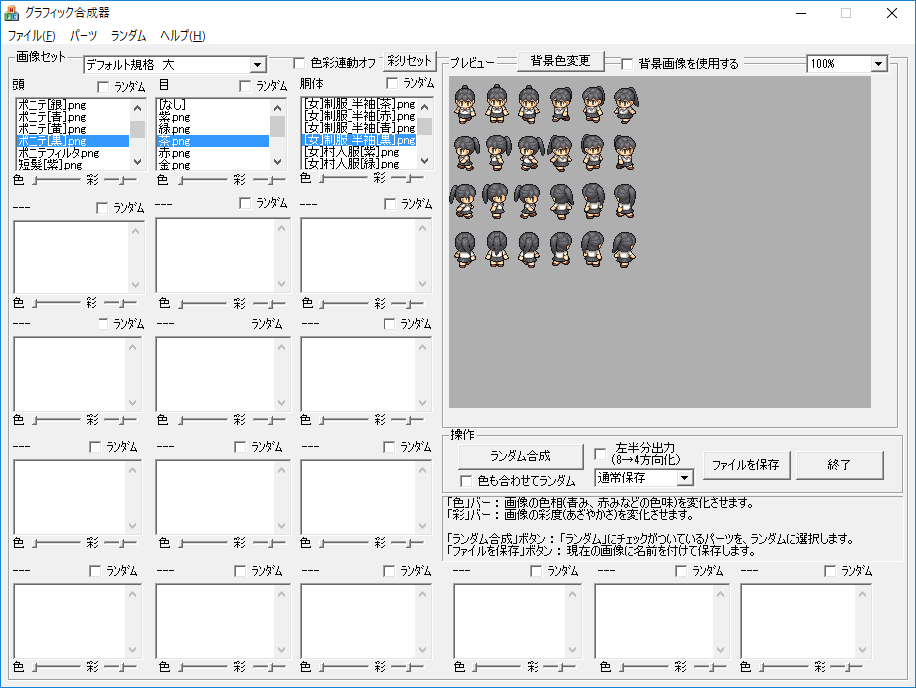 グラフィック合成器
ファイル(F) パーツ ランダム ヘルプ(H)
画像セット
デフォルト規格 大
色彩連動オフ
彩リセット
頭 ランダム
ポニテ[銀].png
ポニテ[青].png
ポニテ[黄].png
ポニテ[黒].png
ポニテフィルタ.png
短髪[紫].png
色 彩
目 ランダム
[なし]
紫.png
緑.png
茶.png
赤.png
金.png
色 彩
胴体 ランダム
[女]制服_半袖[茶].png
[女]制服_半袖[赤].png
[女]制服_半袖[青].png
[女]制服_半袖[黒].png
[女]村人服[紫].png
[女]村人服[緑].png
色 彩
--- ランダム --- ランダム --- ランダム
色 彩 色 彩 色 彩
--- ランダム --- ランダム --- ランダム
色 彩 色 彩 色 彩
--- ランダム --- ランダム --- ランダム
色 彩 色 彩 色 彩
プレビュー
背景色変更
背景画像を使用する
100%
操作
ランダム合成
色も合わせてランダム
左半分出力
(8→4方向化)
通常保存
ファイルを保存
終了
「色」バー : 画像の色相(青み、赤みなどの色味)を変化させます。
「彩」バー : 画像の彩度(あざやかさ)を変化させます。
「ランダム合成」ボタン : 「ランダム」にチェックがついているパーツを、ランダムに選択します。
「ファイルを保存」ボタン : 現在の画像に名前を付けて保存します。
--- ランダム --- ランダム --- ランダム --- ランダム --- ランダム --- ランダム
色 彩 色 彩 色 彩 色 彩 色 彩 色 彩